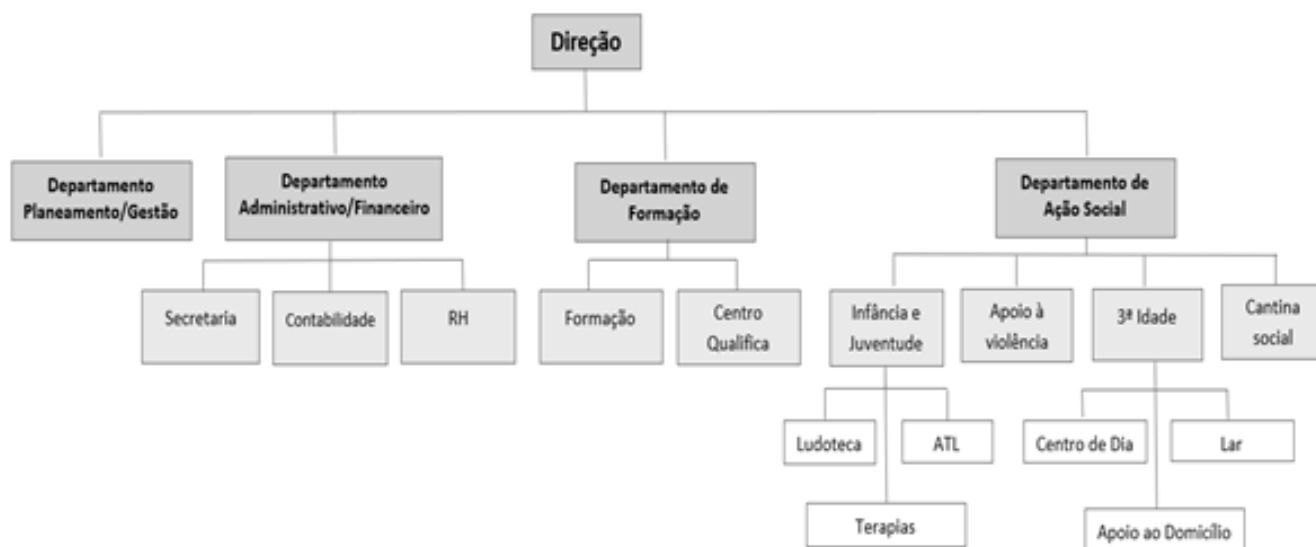 Direção
Departamento
Planeamento/Gestão
Departamento
Administrativo/Financeiro
Departamento de
Formação
Departamento de
Ação Social
Secretaria
Contabilidade
RH
Formação
Centro
Qualifica
Infância e
Juventude
Apoio à
violência
3ª Idade
Cantina
social
Ludoteca
ATL
Centro de Dia
Lar
Terapias
Apoio ao Domicílio